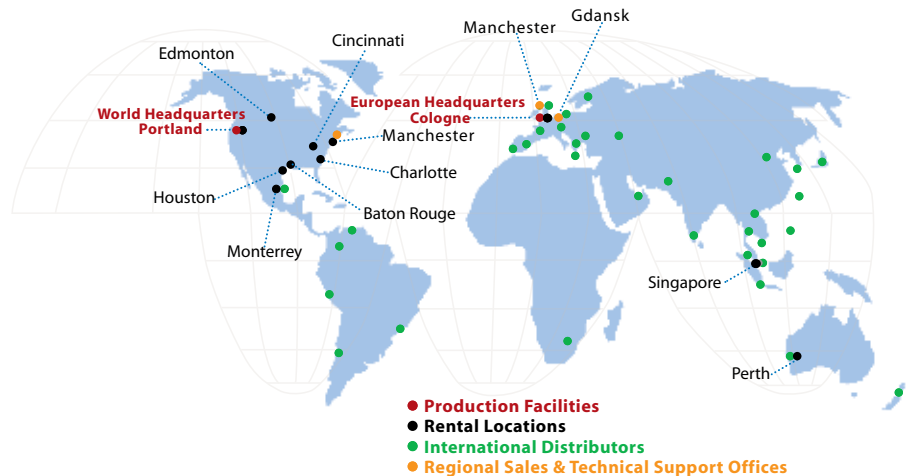 Gdansk
Manchester
Cincinnati
Edmonton
European Headquarters
Cologne
World Headquarters
Portland
Manchester
Charlotte
Houston
Baton Rouge
Monterrey
Singapore
Perth
Production Facilities
Rental Locations
International Distributors
Regional Sales & Technical Support Offices